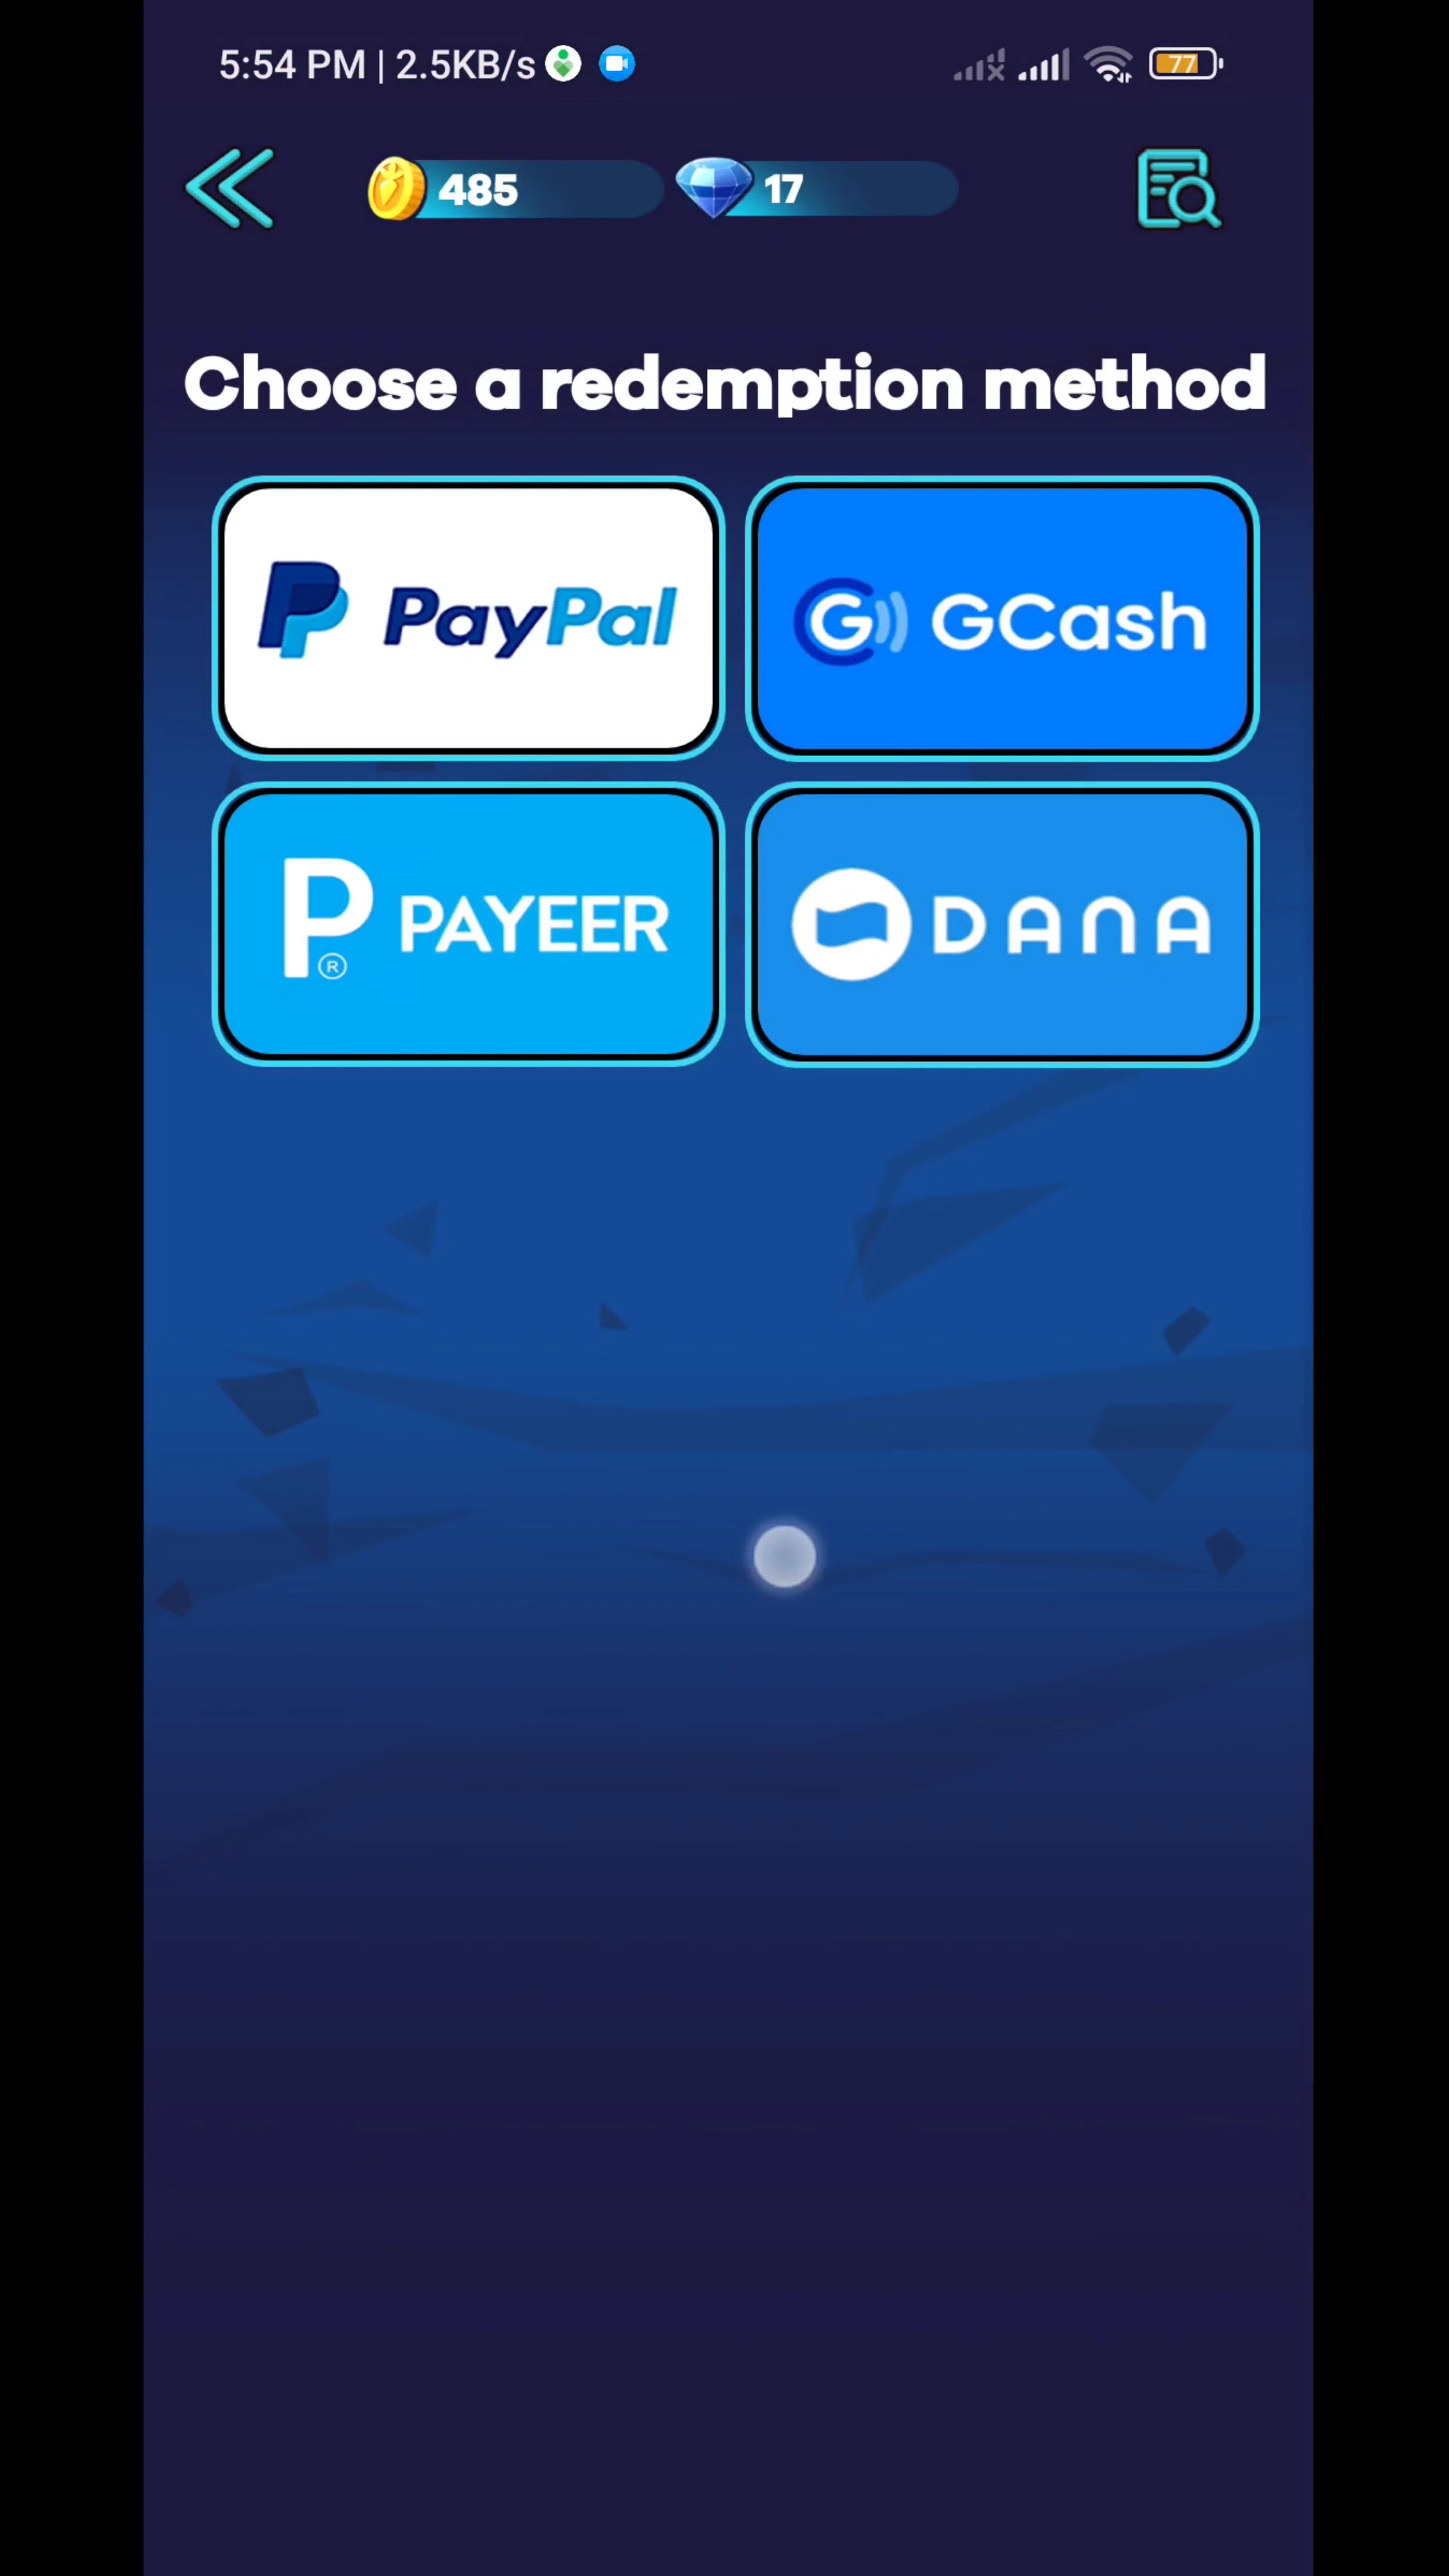 5:54 PM | 2.5KB/s
77
485
17
Choose a redemption method
PayPal
GCash
PAYEER
DANA